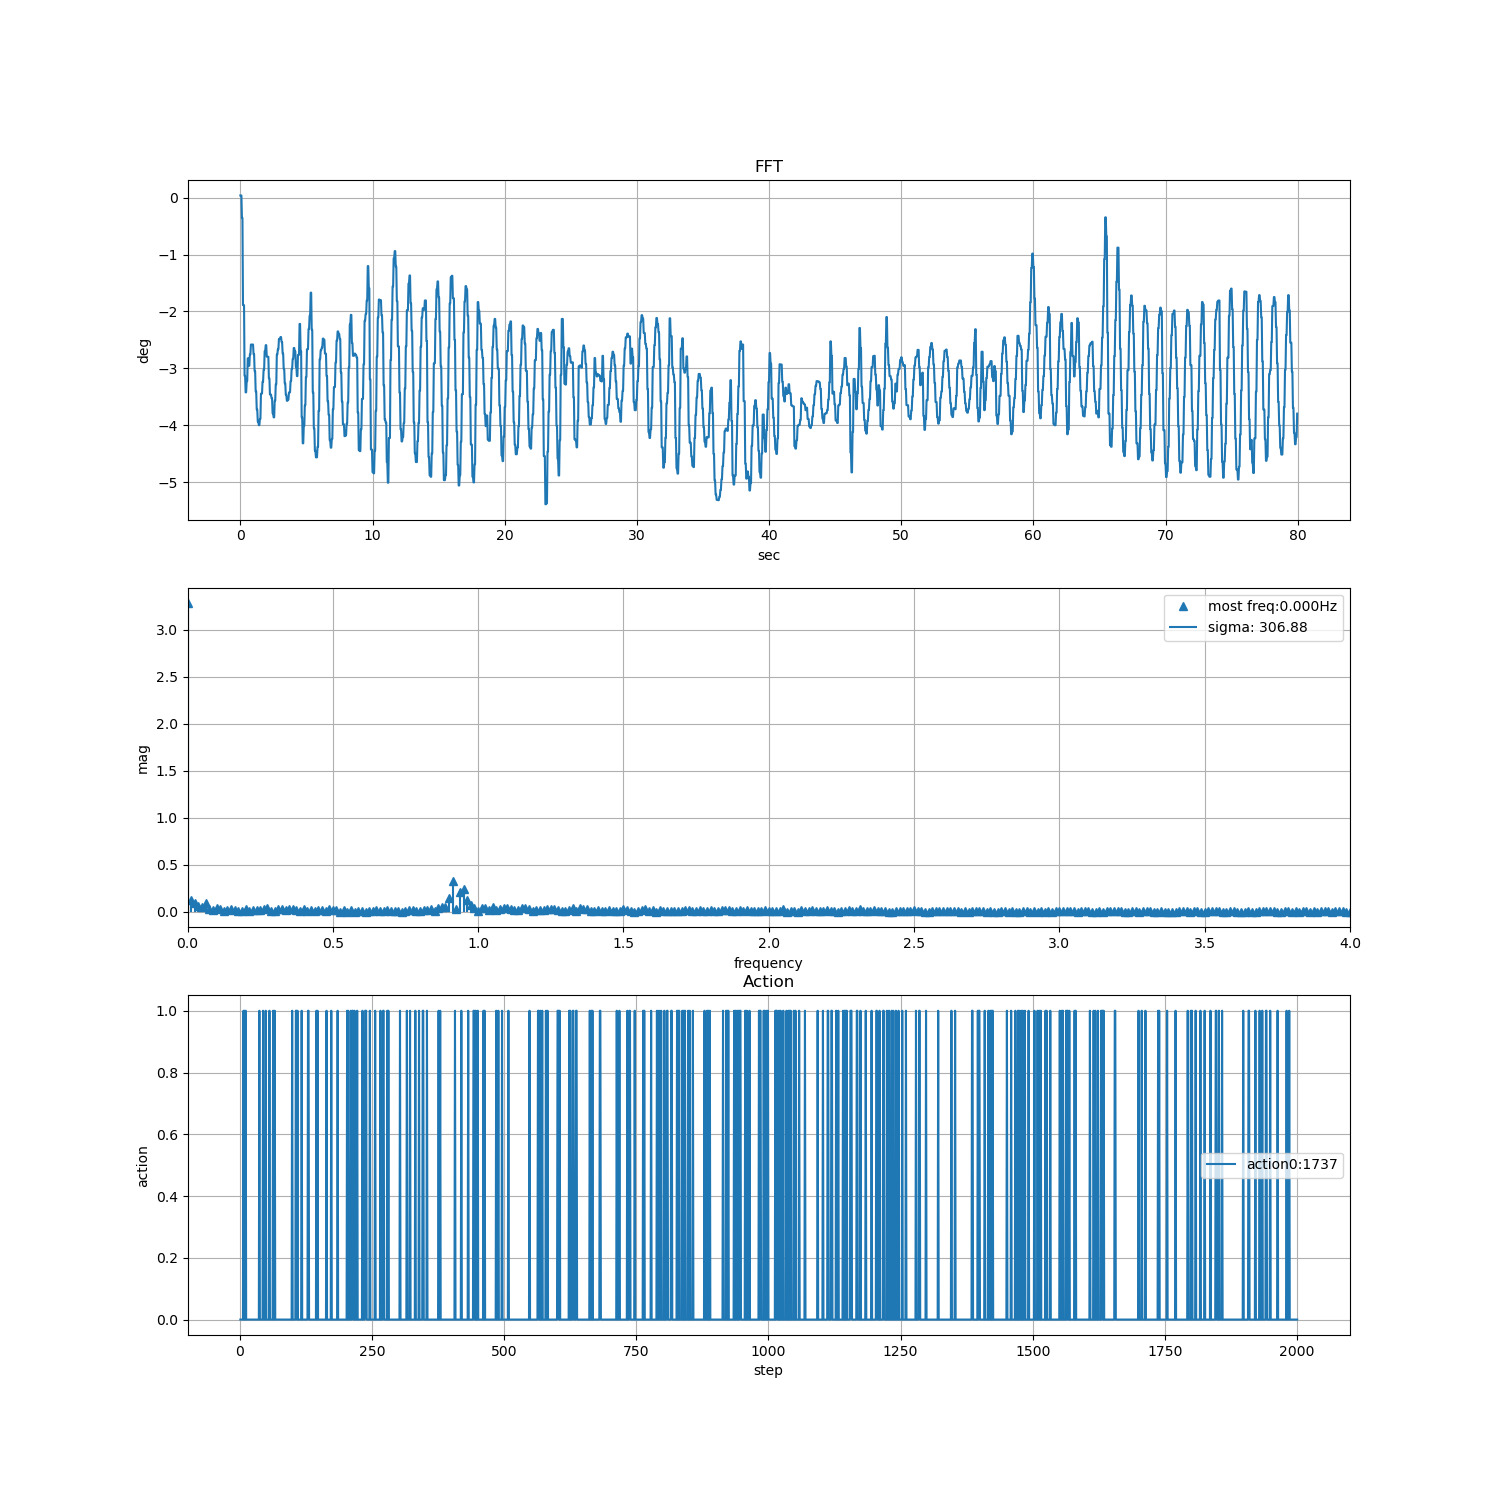 FFT
0
−1
−2
−3
−4
−5
deg
0 10 20 30 40 50 60 70 80
sec
most freq:0.000Hz
sigma: 306.88
3.0
2.5
2.0
1.5
1.0
0.5
0.0
mag
0.0 0.5 1.0 1.5 2.0 2.5 3.0 3.5 4.0
frequency
Action
1.0
0.8
0.6
0.4
0.2
0.0
action
action0:1737
0 250 500 750 1000 1250 1500 1750 2000
step